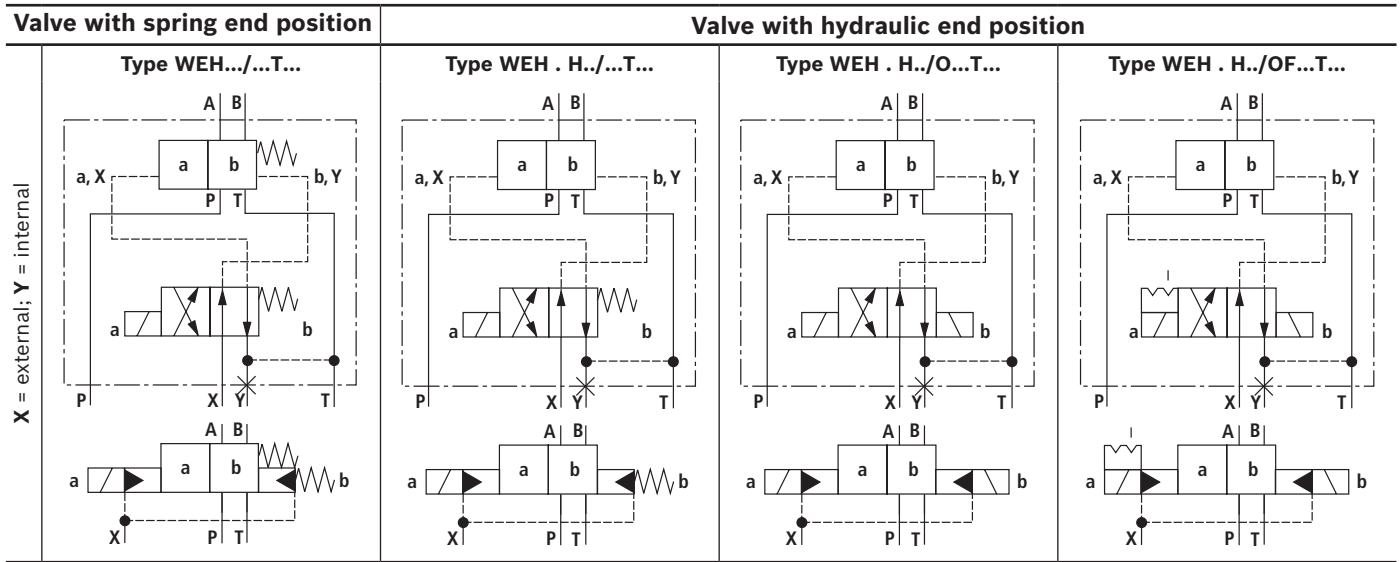 Valve with spring end position
Valve with hydraulic end position
Type WEH.../...T...
Type WEH . H../...T...
Type WEH . H../O...T...
Type WEH . H../OF...T...
X = external; Y = internal
A B
a b
a, X
b, Y
P T
a
b
P
X Y
T
A B
a
a b
b
X
P T
A B
a b
a, X
b, Y
P T
a
b
P
X Y
T
A B
a
a b
b
X
P T
A B
a b
a, X
b, Y
P T
a
b
P
X Y
T
A B
a
a b
b
X
P T
A B
a b
a, X
b, Y
P T
I
a
b
P
X Y
T
A B
I
a
a b
b
X
P T